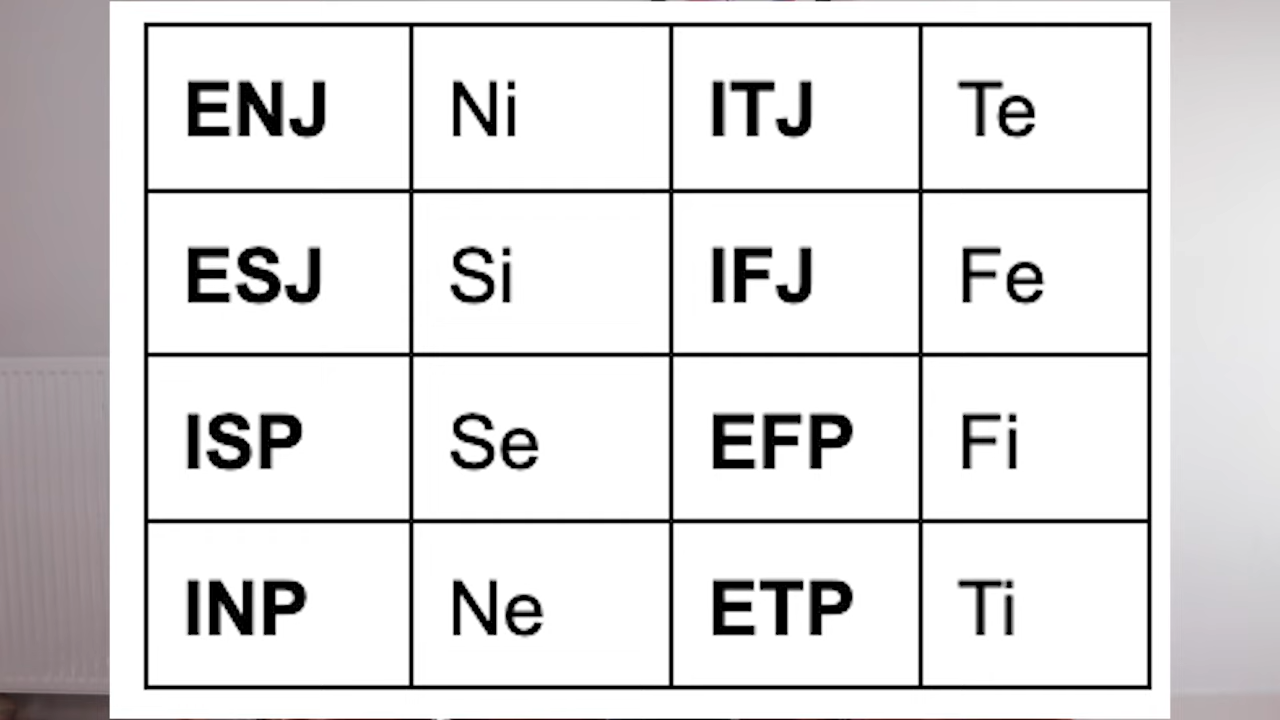 ENJ Ni ITJ Te
ESJ Si IFJ Fe
ISP Se EFP Fi
INP Ne ETP Ti